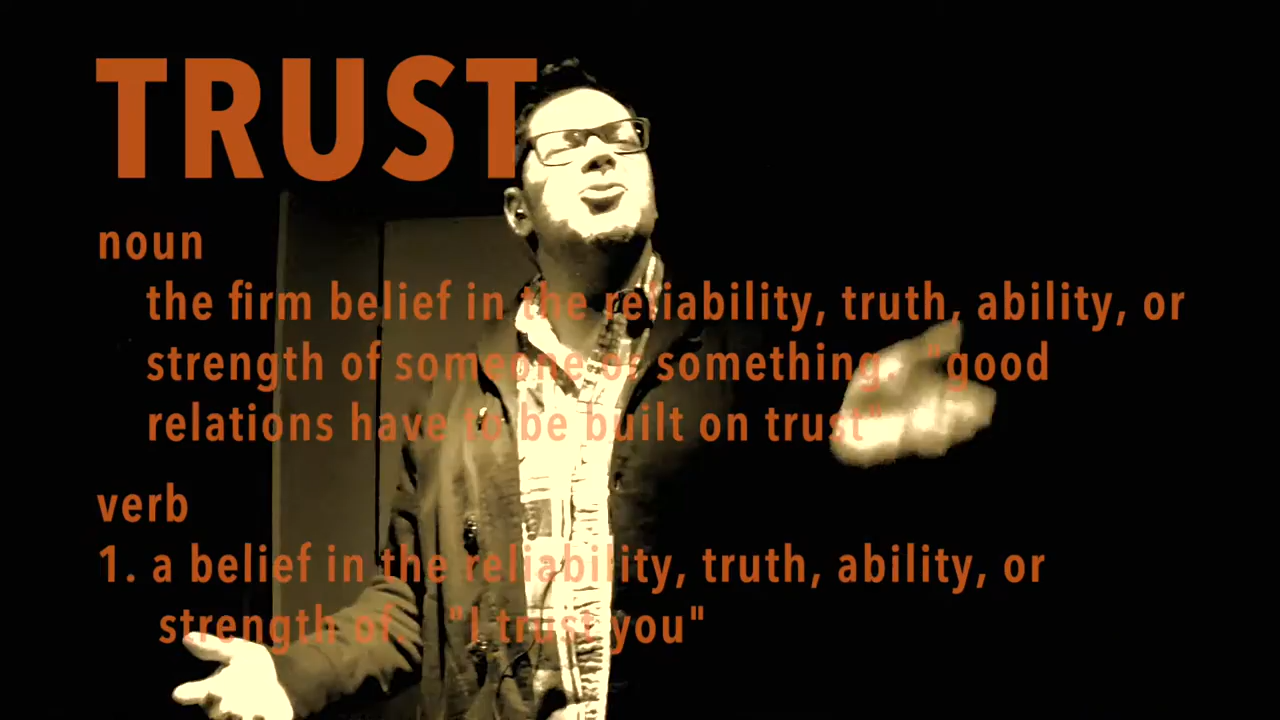 TRUST
noun
the firm belief in the reliability, truth, ability, or
strength of someone or something. "good
relations have to be built on trust"
verb
1. a belief in the reliability, truth, ability, or
strength of. "I trust you"